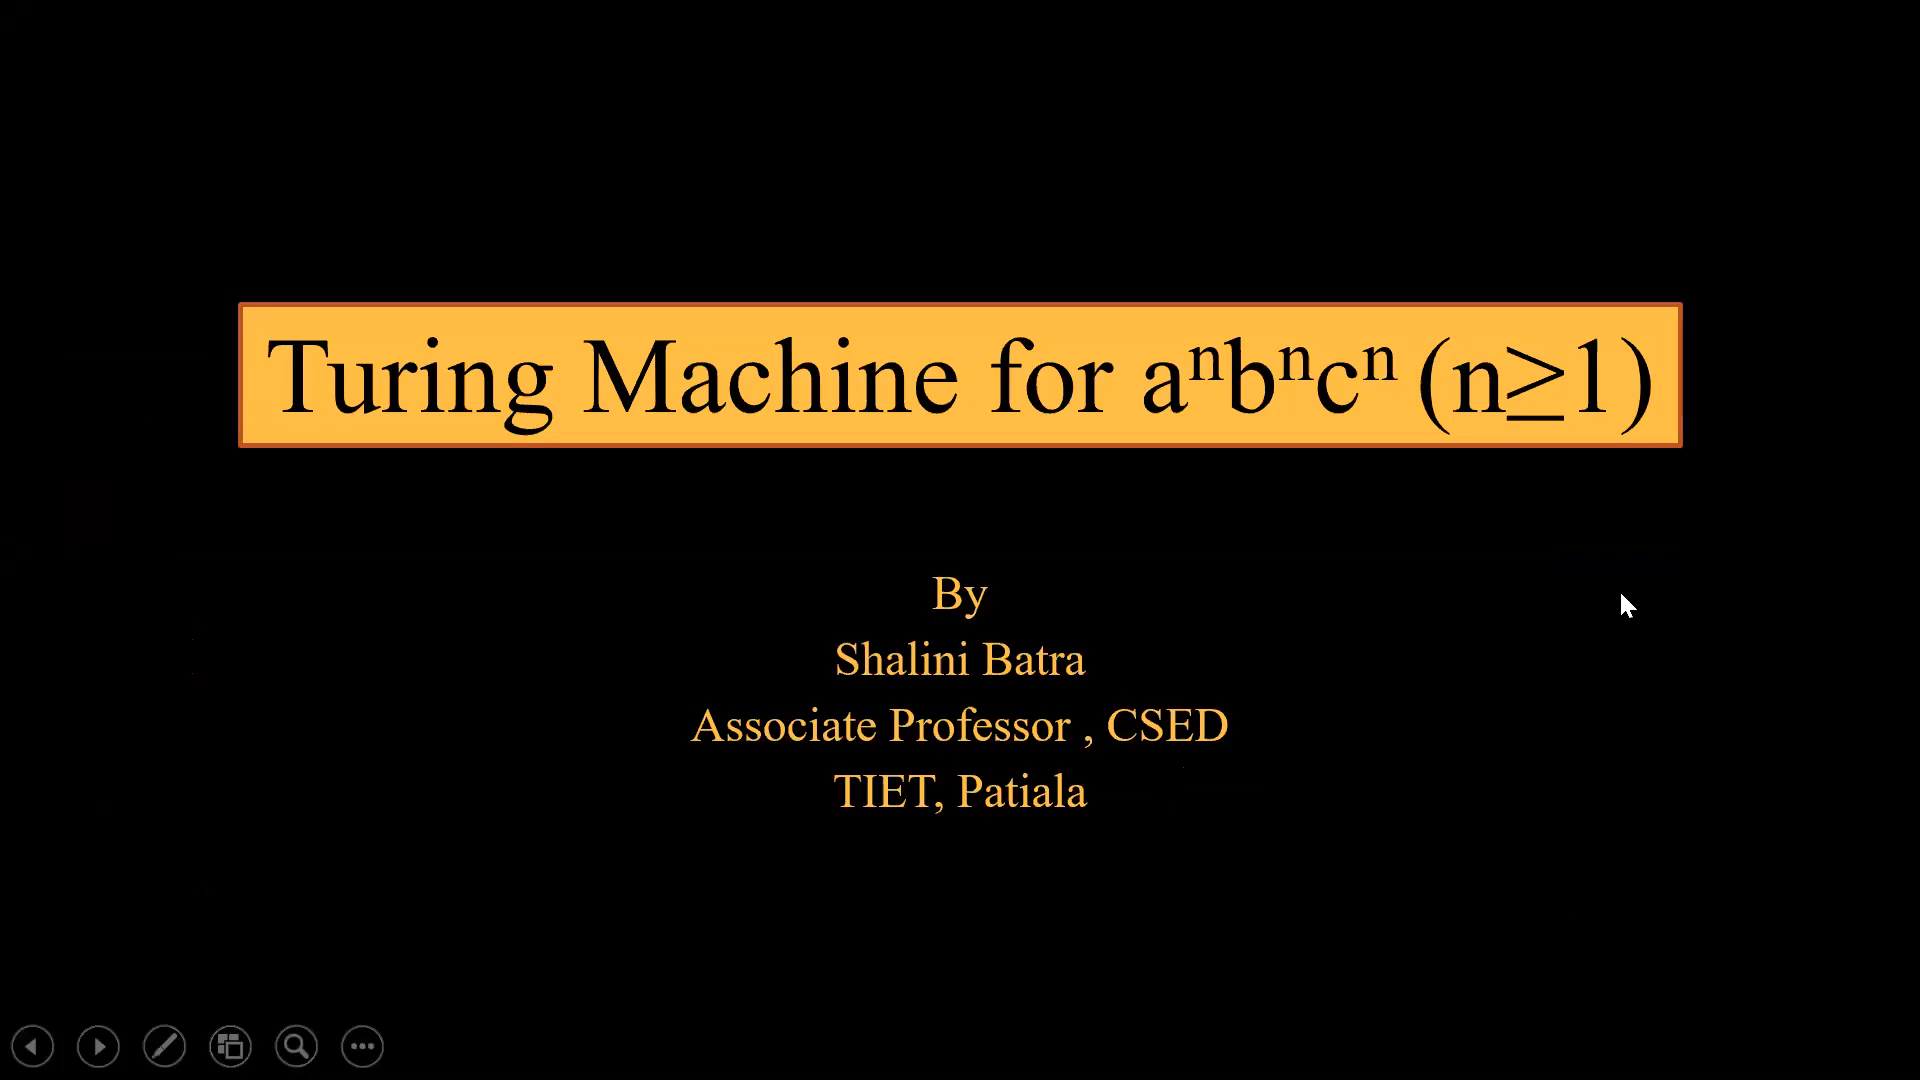 Turing Machine for aⁿbⁿcⁿ (n≥1)
By
Shalini Batra
Associate Professor , CSED
TIET, Patiala